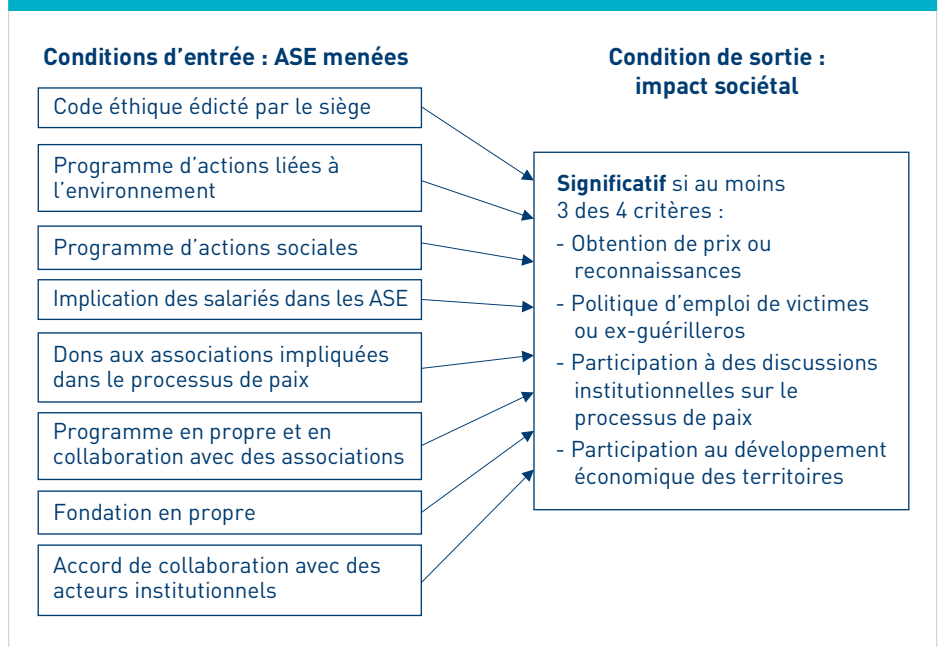 Conditions d'entrée : ASE menées
Code éthique édicté par le siège
Programme d'actions liées à
l'environnement
Programme d'actions sociales
Implication des salariés dans les ASE
Dons aux associations impliquées
dans le processus de paix
Programme en propre et en
collaboration avec des associations
Fondation en propre
Accord de collaboration avec des
acteurs institutionnels
Condition de sortie :
impact sociétal
Significatif si au moins
3 des 4 critères :
- Obtention de prix ou
reconnaissances
- Politique d'emploi de victimes
ou ex-guérilleros
- Participation à des discussions
institutionnelles sur le
processus de paix
- Participation au développement
économique des territoires